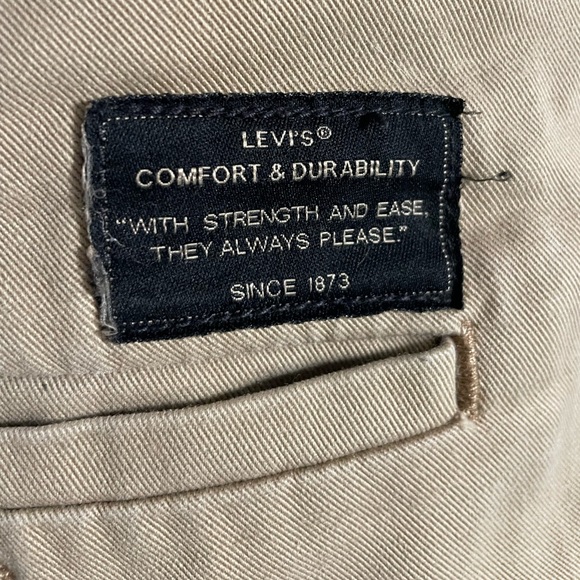 LEVI'S®
COMFORT & DURABILITY
"WITH STRENGTH AND EASE,
THEY ALWAYS PLEASE."
SINCE 1873